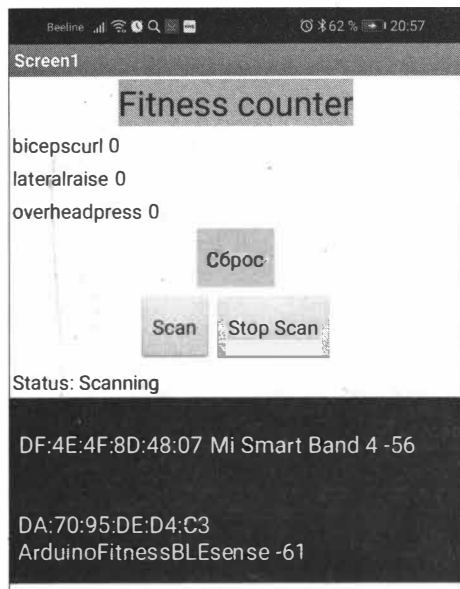 Beeline 62 % 20:57
Screen1
Fitness counter
bicepscurl 0
lateralraise 0
overheadpress 0
Сброс
Scan Stop Scan
Status: Scanning
DF:4E:4F:8D:48:07 Mi Smart Band 4 -56
DA:70:95:DE:D4:C3
ArduinoFitnessBLEsense -61